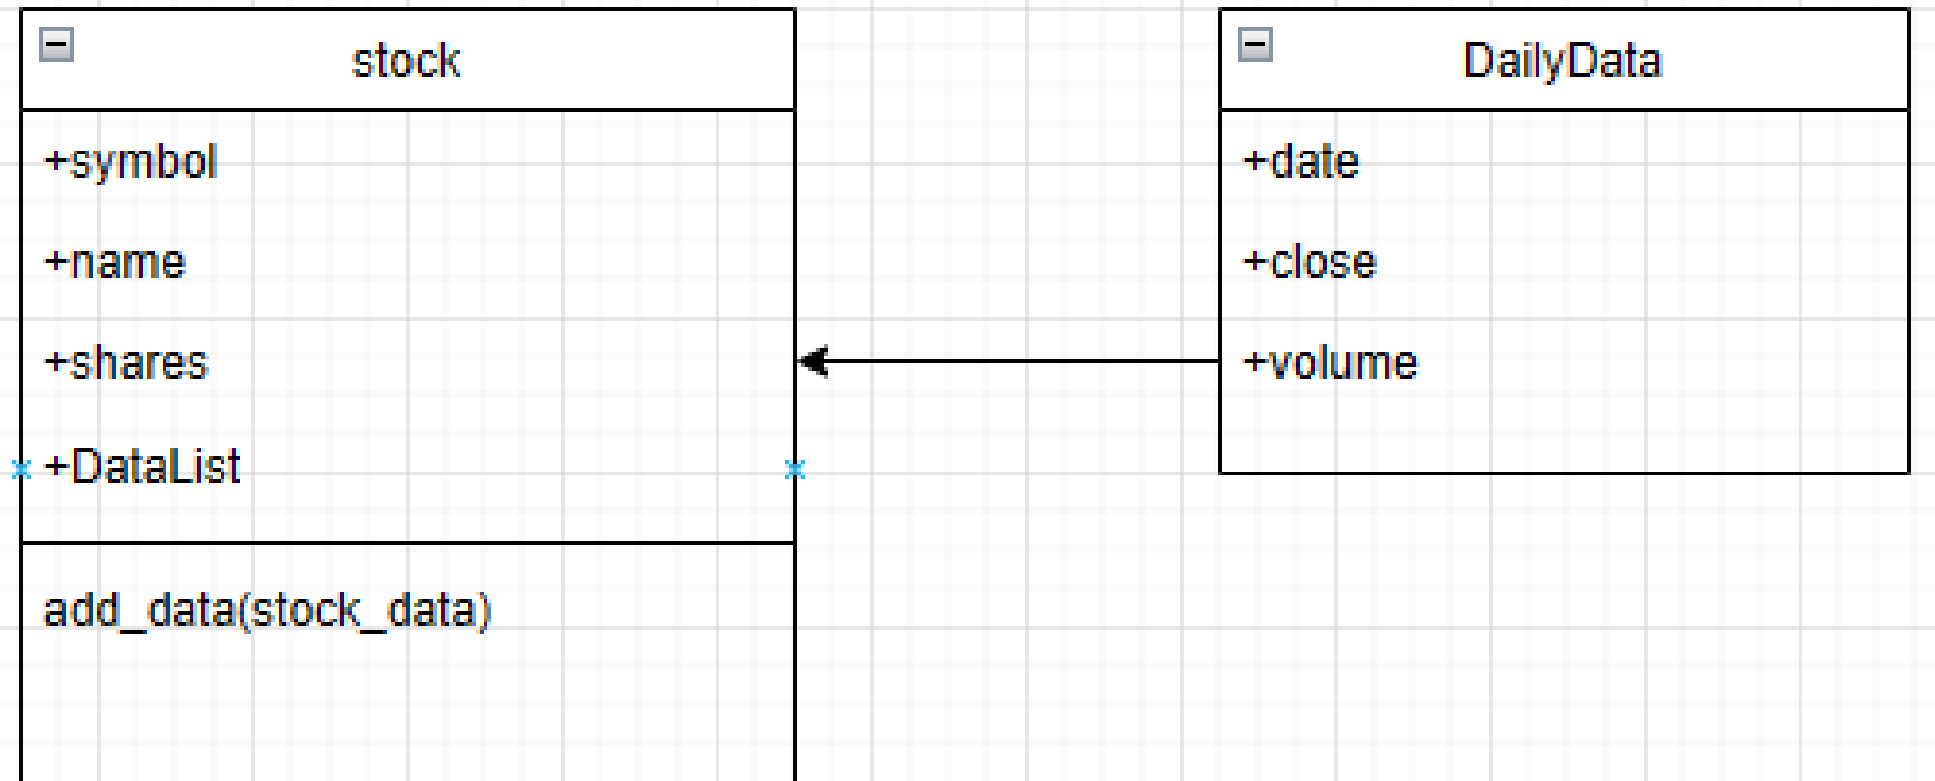 stock
+symbol
+name
+shares
+DataList
add_data(stock_data)
DailyData
+date
+close
+volume